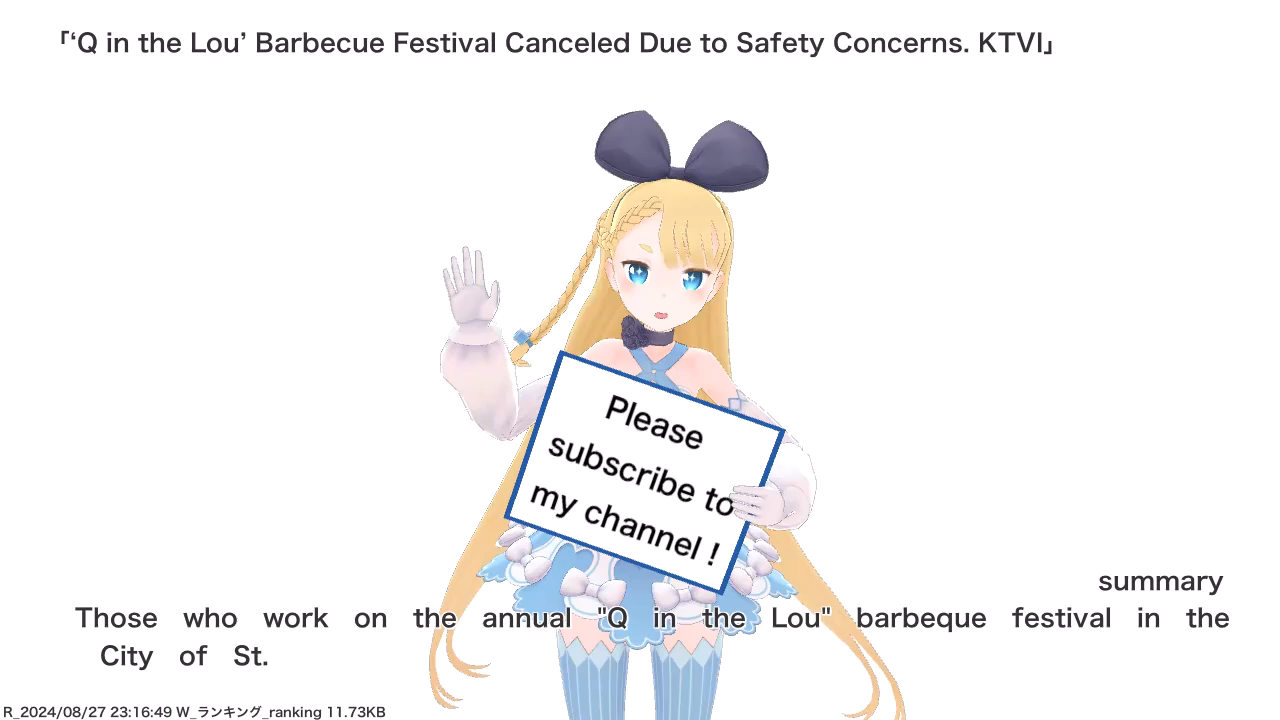 「‘Q in the Lou’ Barbecue Festival Canceled Due to Safety Concerns. KTVI」
Please
subscribe to
my channel !
summary
Those who work on the annual "Q in the Lou" barbeque festival in the
City of St.
R_2024/08/27 23:16:49 W_ランキング_ranking 11.73KB